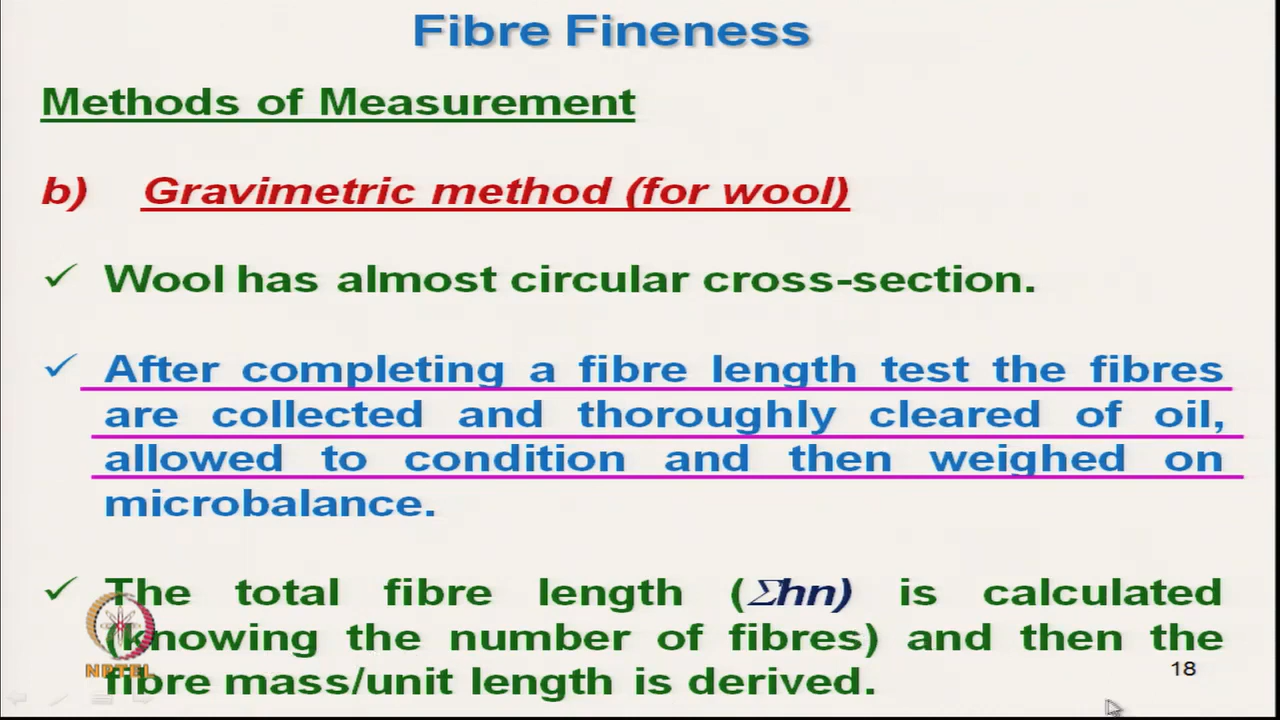 Fibre Fineness
Methods of Measurement
b) Gravimetric method (for wool)
✓ Wool has almost circular cross-section.
✓ After completing a fibre length test the fibres
are collected and thoroughly cleared of oil,
allowed to condition and then weighed on
microbalance.
✓ The total fibre length (Σhn) is calculated
(knowing the number of fibres) and then the
fibre mass/unit length is derived.
NPTEL
18